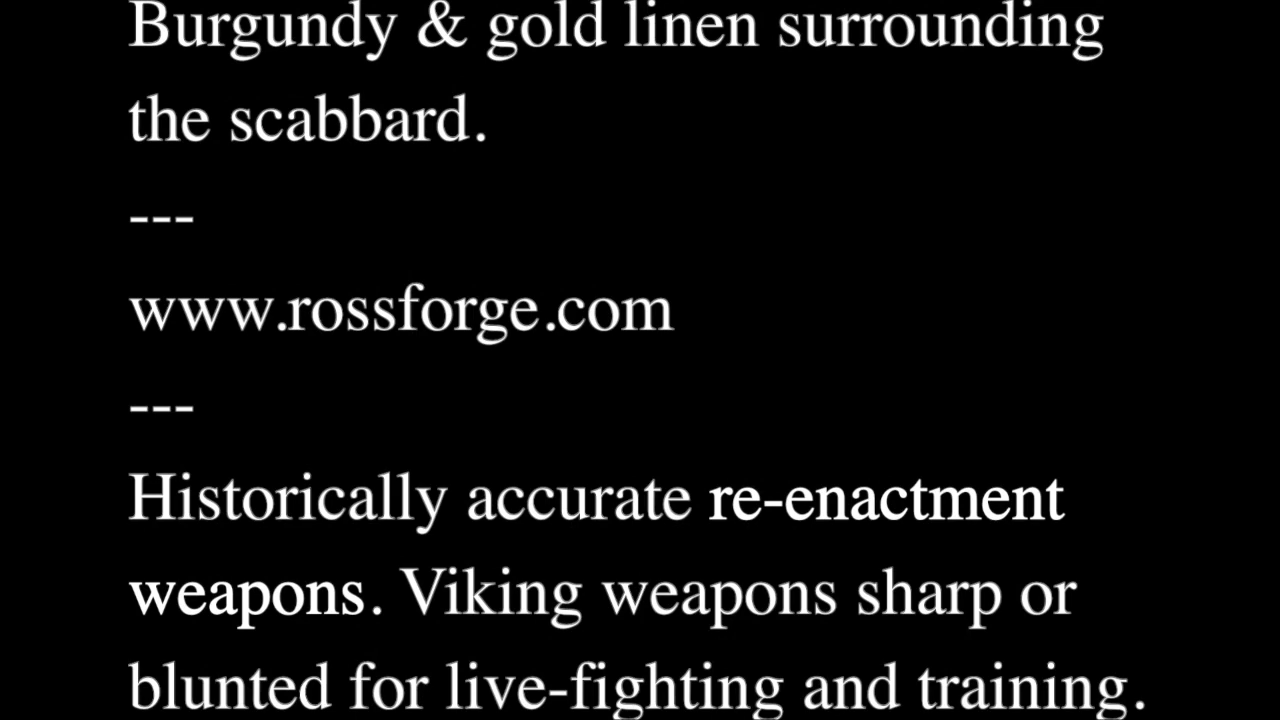 Burgundy & gold linen surrounding
the scabbard.
---
www.rossforge.com
---
Historically accurate re-enactment
weapons. Viking weapons sharp or
blunted for live-fighting and training.